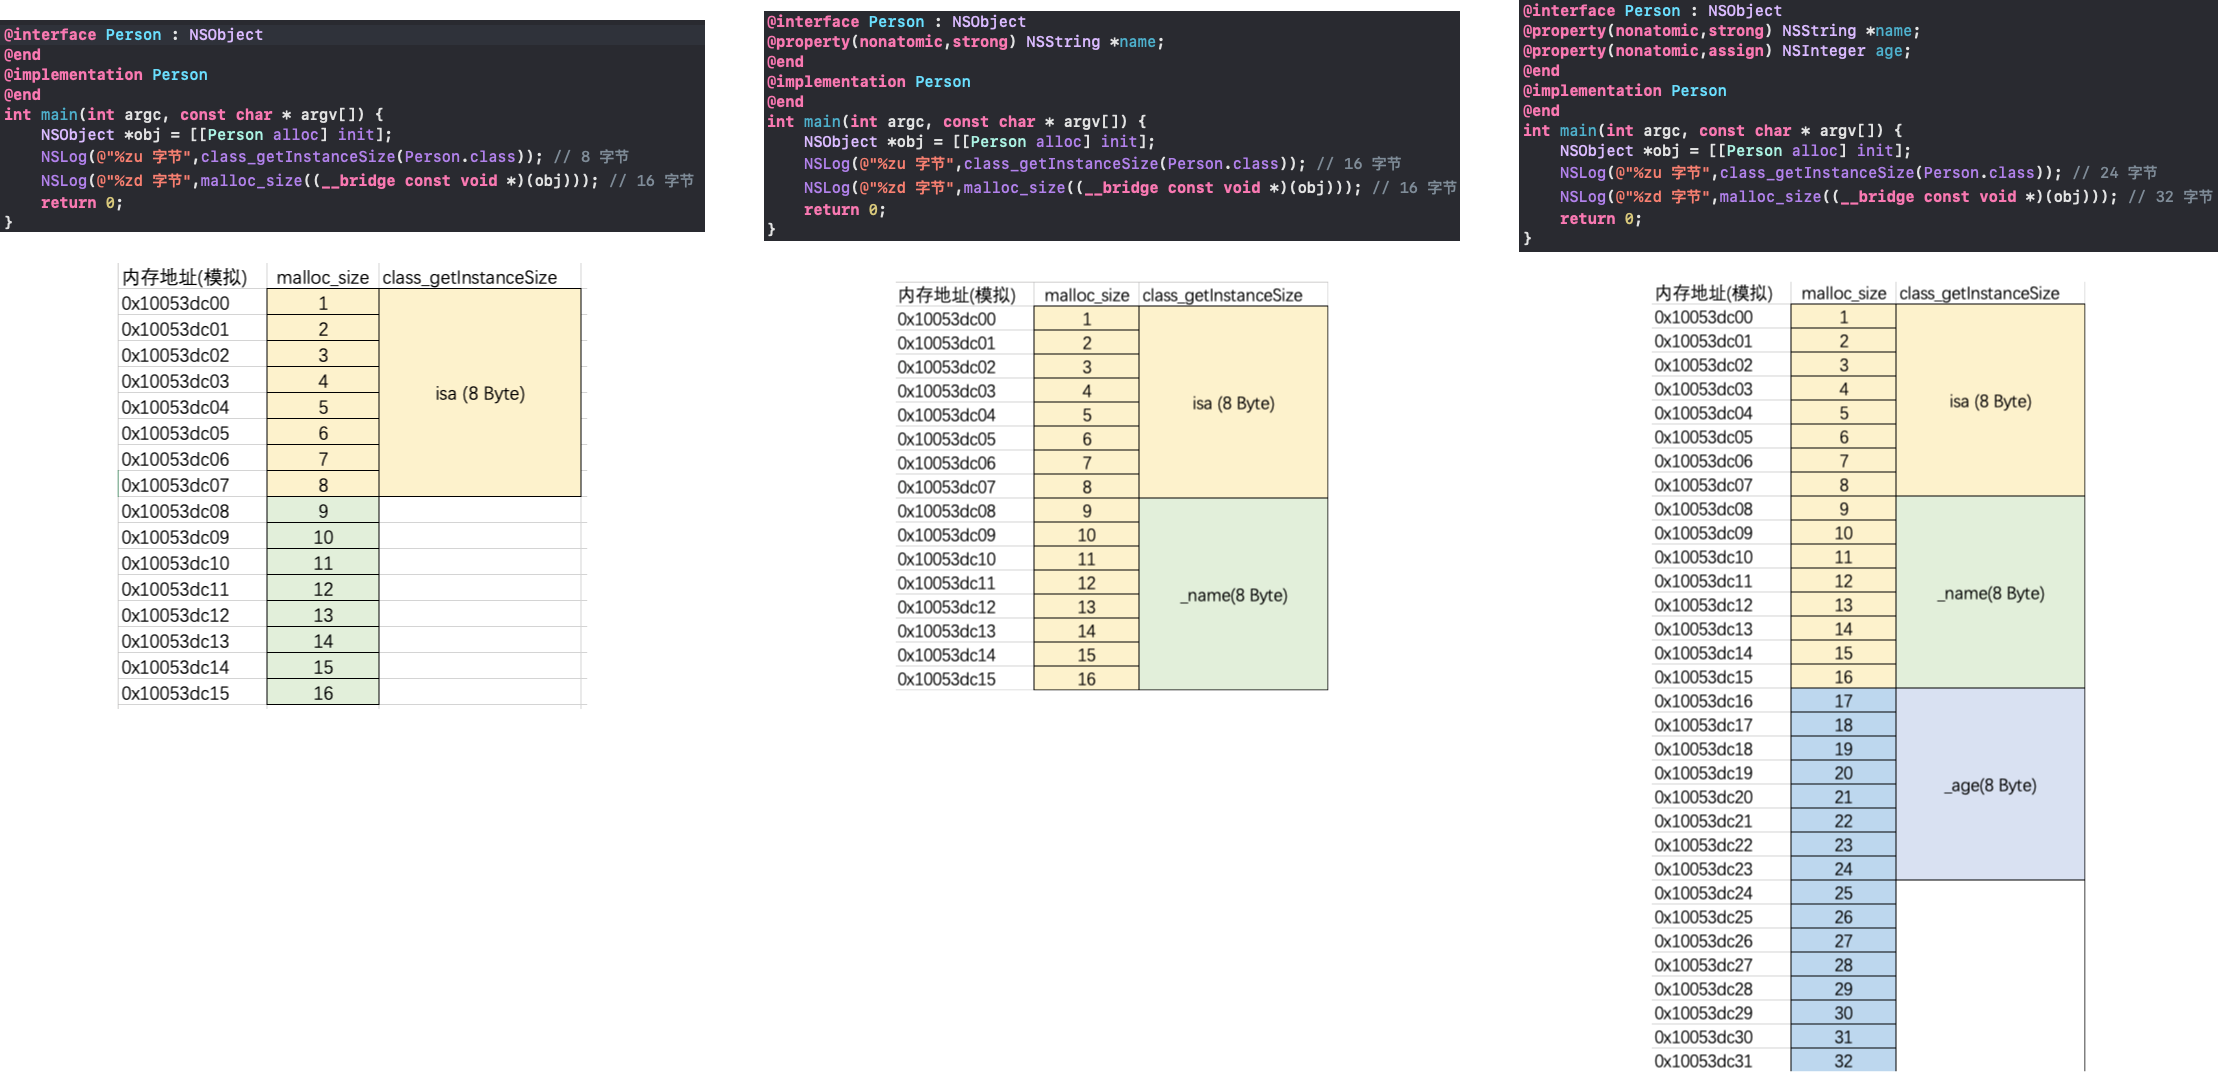 @interface Person : NSObject
@end
@implementation Person
@end
int main(int argc, const char * argv[]) {
    NSObject *obj = [[Person alloc] init];
    NSLog(@"%zu 字节",class_getInstanceSize(Person.class)); // 8 字节
    NSLog(@"%zd 字节",malloc_size((__bridge const void *)(obj))); // 16 字节
    return 0;
}
内存地址(模拟) malloc_size class_getInstanceSize
0x10053dc00 1
0x10053dc01 2
0x10053dc02 3
0x10053dc03 4
isa (8 Byte)
0x10053dc04 5
0x10053dc05 6
0x10053dc06 7
0x10053dc07 8
0x10053dc08 9
0x10053dc09 10
0x10053dc10 11
0x10053dc11 12
0x10053dc12 13
0x10053dc13 14
0x10053dc14 15
0x10053dc15 16
@interface Person : NSObject
@property(nonatomic,strong) NSString *name;
@end
@implementation Person
@end
int main(int argc, const char * argv[]) {
    NSObject *obj = [[Person alloc] init];
    NSLog(@"%zu 字节",class_getInstanceSize(Person.class)); // 16 字节
    NSLog(@"%zd 字节",malloc_size((__bridge const void *)(obj))); // 16 字节
    return 0;
}
内存地址(模拟) malloc_size class_getInstanceSize
0x10053dc00 1
0x10053dc01 2
0x10053dc02 3
0x10053dc03 4
isa (8 Byte)
0x10053dc04 5
0x10053dc05 6
0x10053dc06 7
0x10053dc07 8
0x10053dc08 9
0x10053dc09 10
0x10053dc10 11
0x10053dc11 12
_name(8 Byte)
0x10053dc12 13
0x10053dc13 14
0x10053dc14 15
0x10053dc15 16
@interface Person : NSObject
@property(nonatomic,strong) NSString *name;
@property(nonatomic,assign) NSInteger age;
@end
@implementation Person
@end
int main(int argc, const char * argv[]) {
    NSObject *obj = [[Person alloc] init];
    NSLog(@"%zu 字节",class_getInstanceSize(Person.class)); // 24 字节
    NSLog(@"%zd 字节",malloc_size((__bridge const void *)(obj))); // 32 字节
    return 0;
}
内存地址(模拟) malloc_size class_getInstanceSize
0x10053dc00 1
0x10053dc01 2
0x10053dc02 3
0x10053dc03 4
isa (8 Byte)
0x10053dc04 5
0x10053dc05 6
0x10053dc06 7
0x10053dc07 8
0x10053dc08 9
0x10053dc09 10
0x10053dc10 11
0x10053dc11 12
_name(8 Byte)
0x10053dc12 13
0x10053dc13 14
0x10053dc14 15
0x10053dc15 16
0x10053dc16 17
0x10053dc17 18
0x10053dc18 19
0x10053dc19 20
_age(8 Byte)
0x10053dc20 21
0x10053dc21 22
0x10053dc22 23
0x10053dc23 24
0x10053dc24 25
0x10053dc25 26
0x10053dc26 27
0x10053dc27 28
0x10053dc28 29
0x10053dc29 30
0x10053dc30 31
0x10053dc31 32